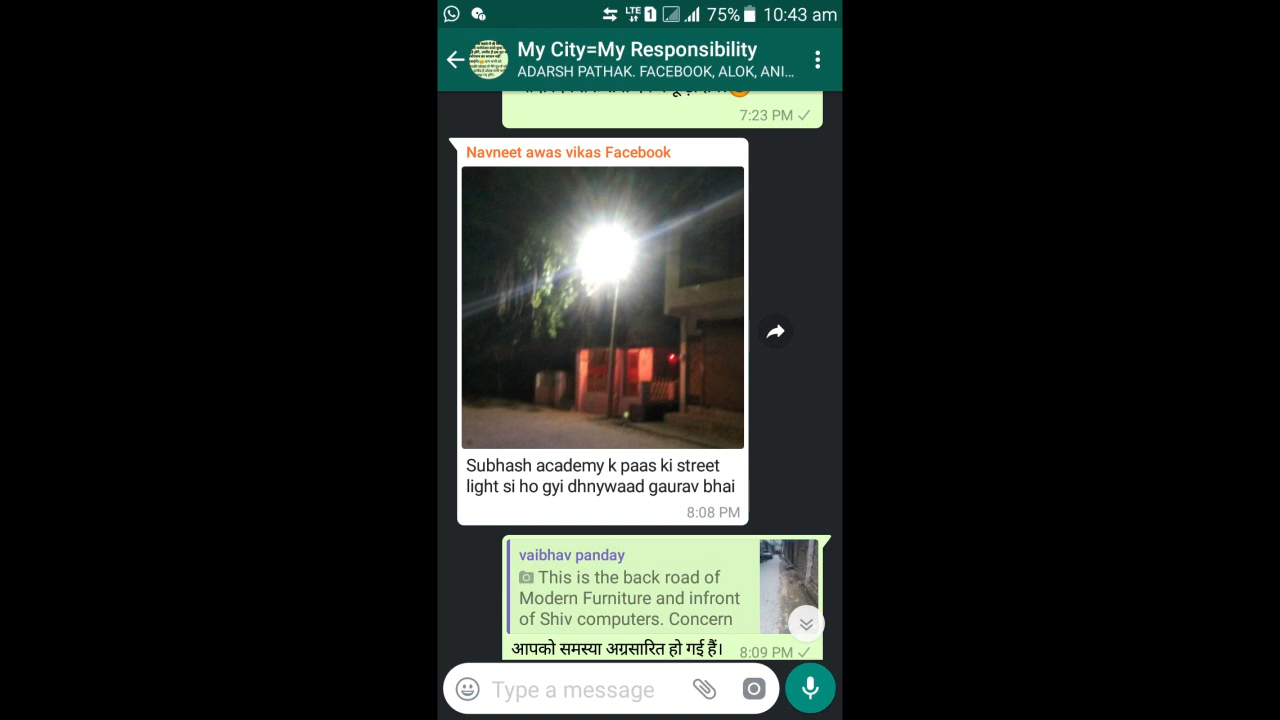 LTE 1 75% 10:43 am
My City=My Responsibility
ADARSH PATHAK. FACEBOOK, ALOK, ANI...
7:23 PM
Navneet awas vikas Facebook
Subhash academy k paas ki street
light si ho gyi dhnywaad gaurav bhai
8:08 PM
vaibhav panday
This is the back road of
Modern Furniture and infront
of Shiv computers. Concern
आपको समस्या अग्रसारित हो गई हैं। 8:09 PM
Type a message